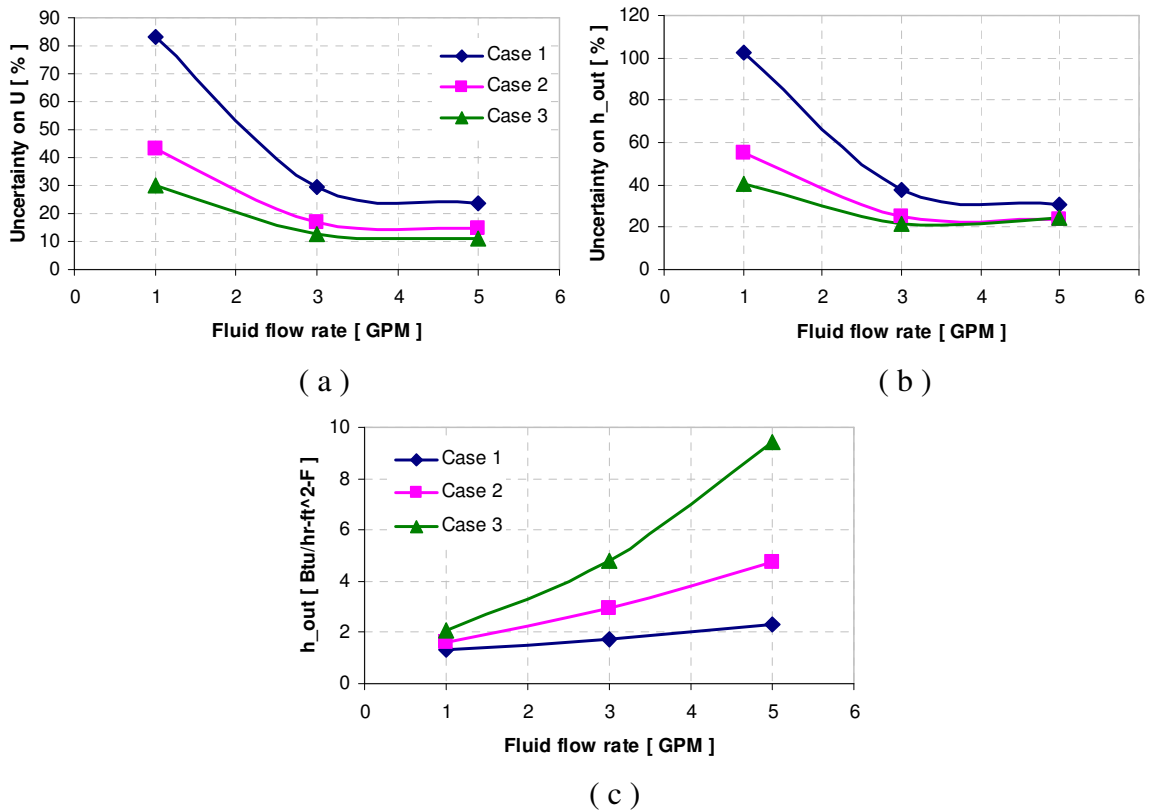 Uncertainty on U [ % ]
90
80
70
60
50
40
30
20
10
0
Case 1
Case 2
Case 3
0 1 2 3 4 5 6
Fluid flow rate [ GPM ]
( a )
Uncertainty on h_out [ % ]
120
100
80
60
40
20
0
0 1 2 3 4 5 6
Fluid flow rate [ GPM ]
( b )
h_out [ Btu/hr-ft^2-F ]
10
8
6
4
2
0
Case 1
Case 2
Case 3
0 1 2 3 4 5 6
Fluid flow rate [ GPM ]
( c )